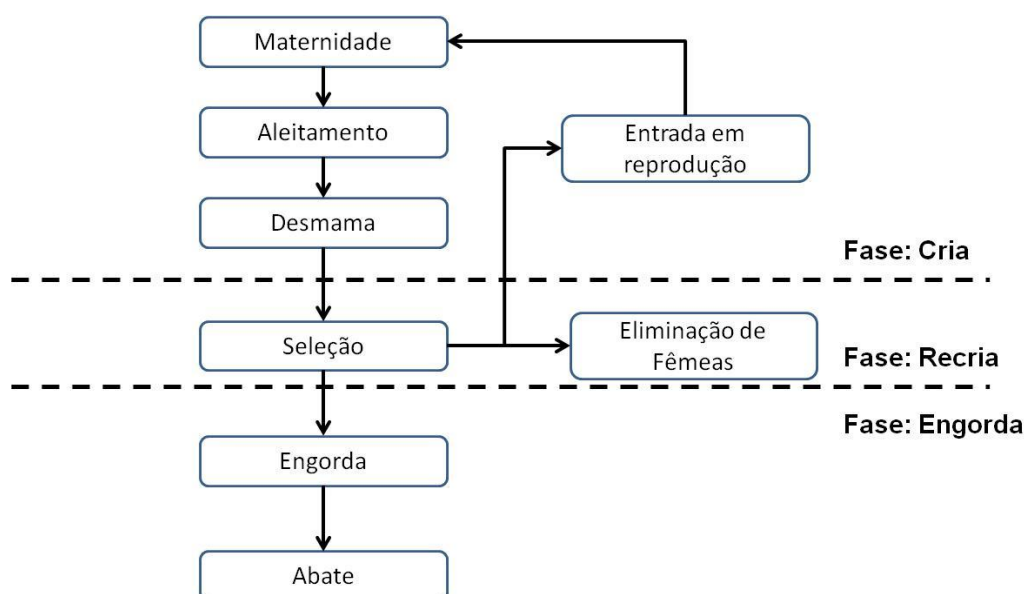 Maternidade
Aleitamento
Entrada em
reprodução
Desmama
Fase: Cria
Seleção
Eliminação de
Fêmeas
Fase: Recria
Fase: Engorda
Engorda
Abate